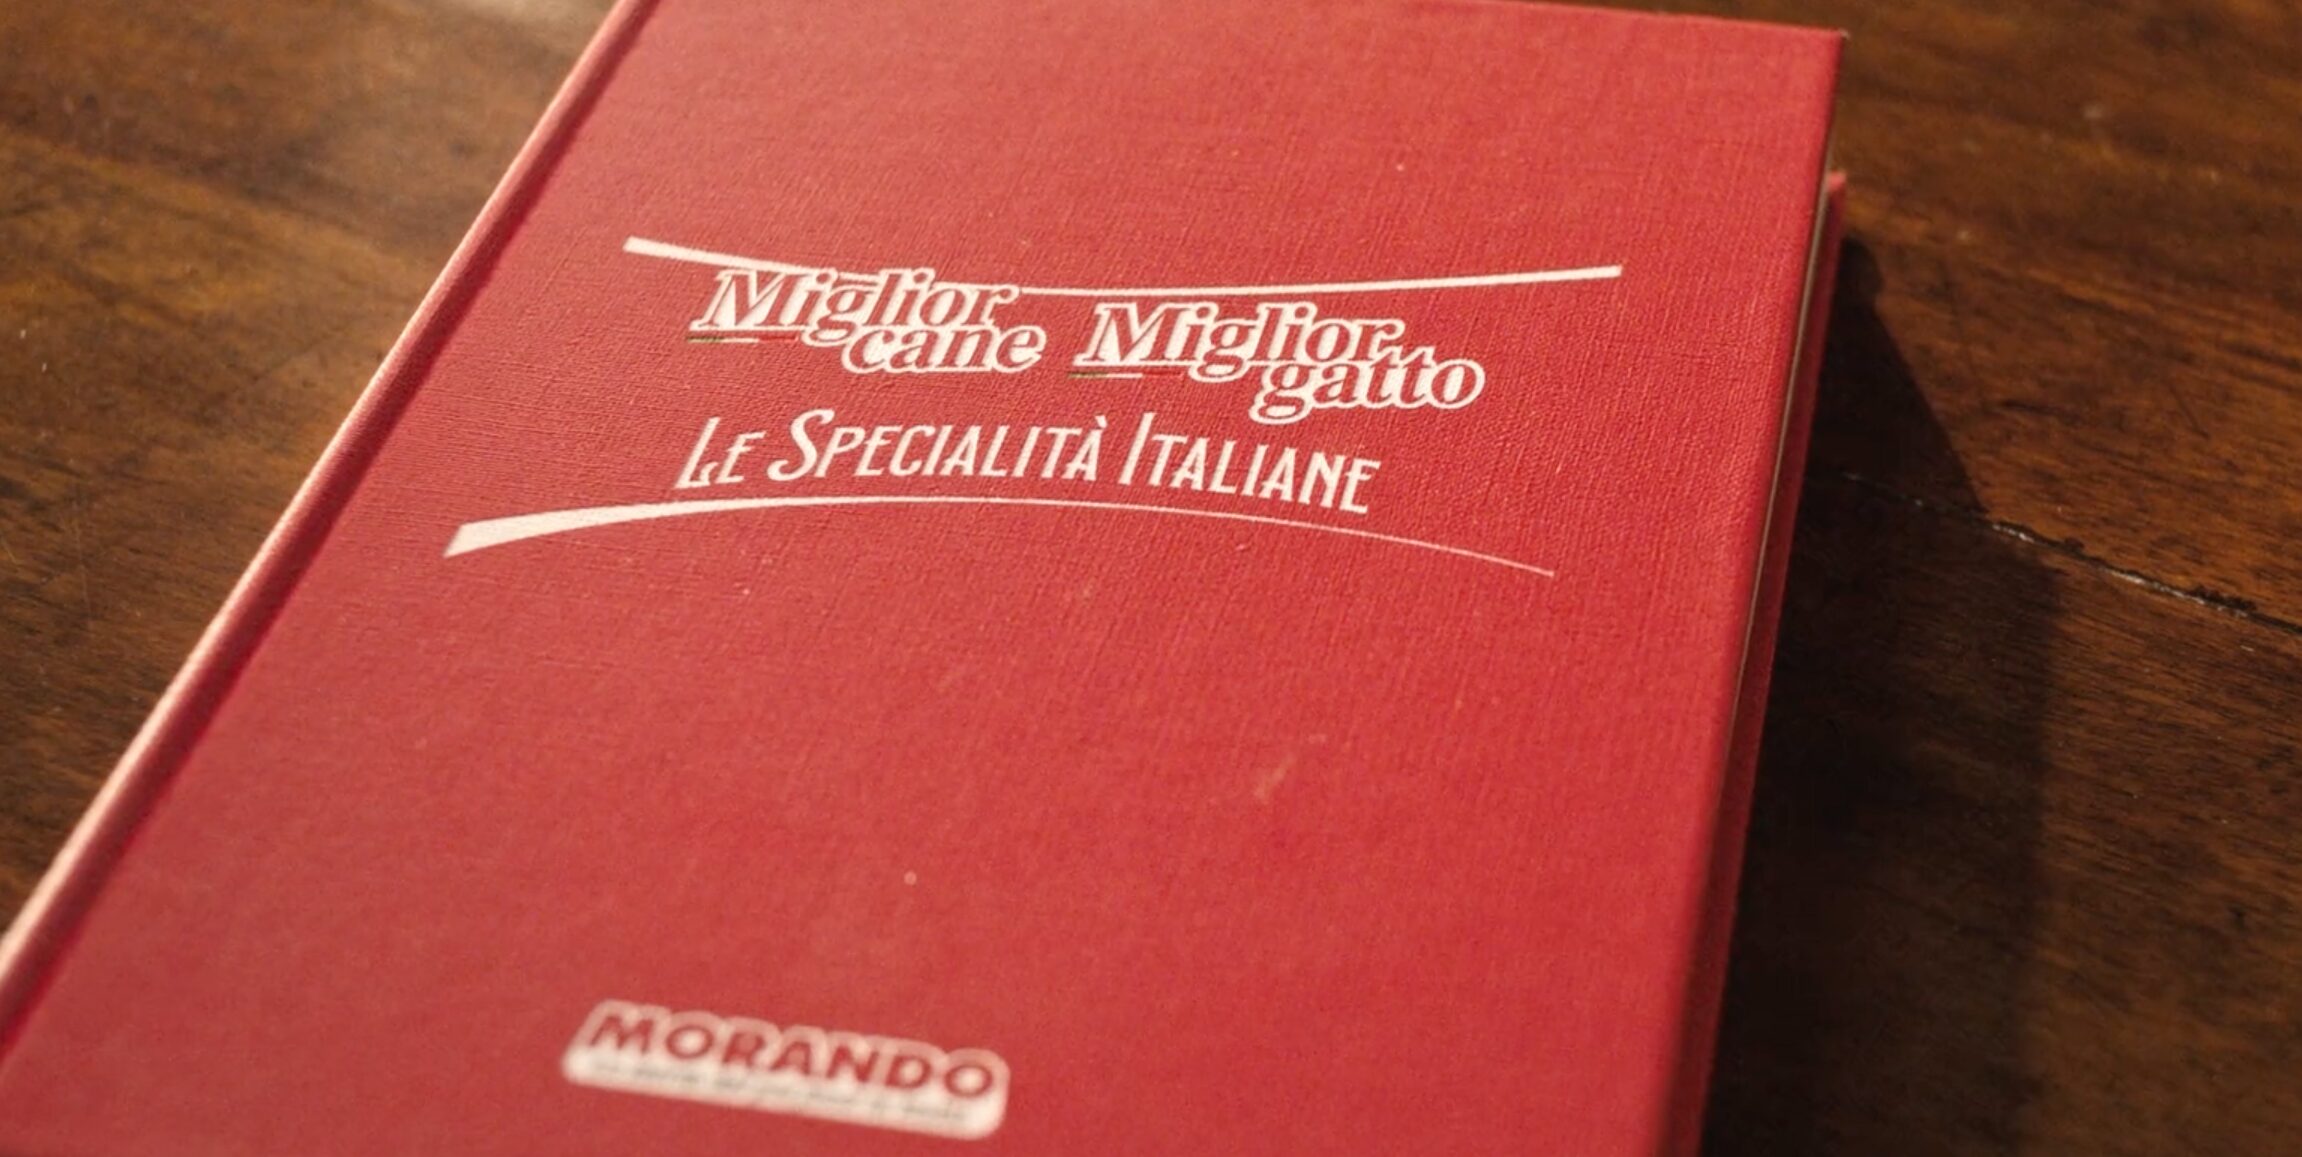 Miglior cane Miglior gatto
LE SPECIALITÀ ITALIANE
MORANDO